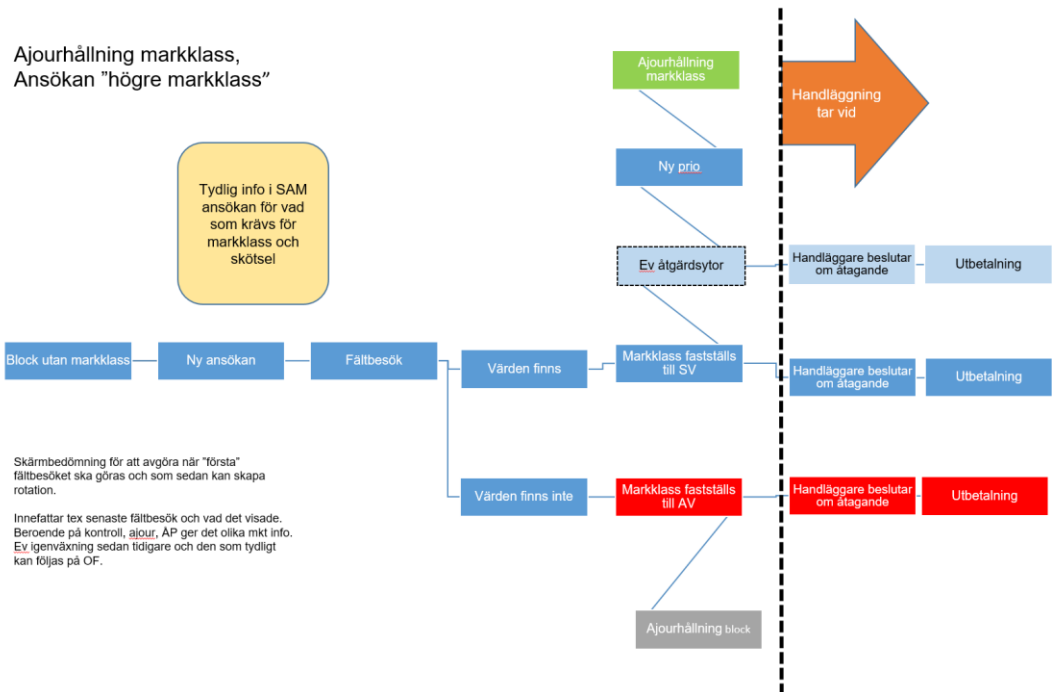 Ajourhållning markklass,
Ansökan "högre markklass"
Ajourhållning
markklass
Handläggning
tar vid
Ny prio
Tydlig info i SAM
ansökan för vad
som krävs för
markklass och
skötsel
Ev åtgärdsytor
Handläggare beslutar
om åtagande
Utbetalning
Block utan markklass
Ny ansökan
Fältbesök
Värden finns
Markklass fastställs
till SV
Handläggare beslutar
om åtagande
Utbetalning
Skärmbedömning för att avgöra när "första"
fältbesöket ska göras och som sedan kan skapa
rotation.
Innefattar tex senaste fältbesök och vad det visade.
Beroende på kontroll, ajour, ÅP ger det olika mkt info.
Ev igenväxning sedan tidigare och den som tydligt
kan följas på OF.
Värden finns inte
Markklass fastställs
till AV
Handläggare beslutar
om åtagande
Utbetalning
Ajourhållning block